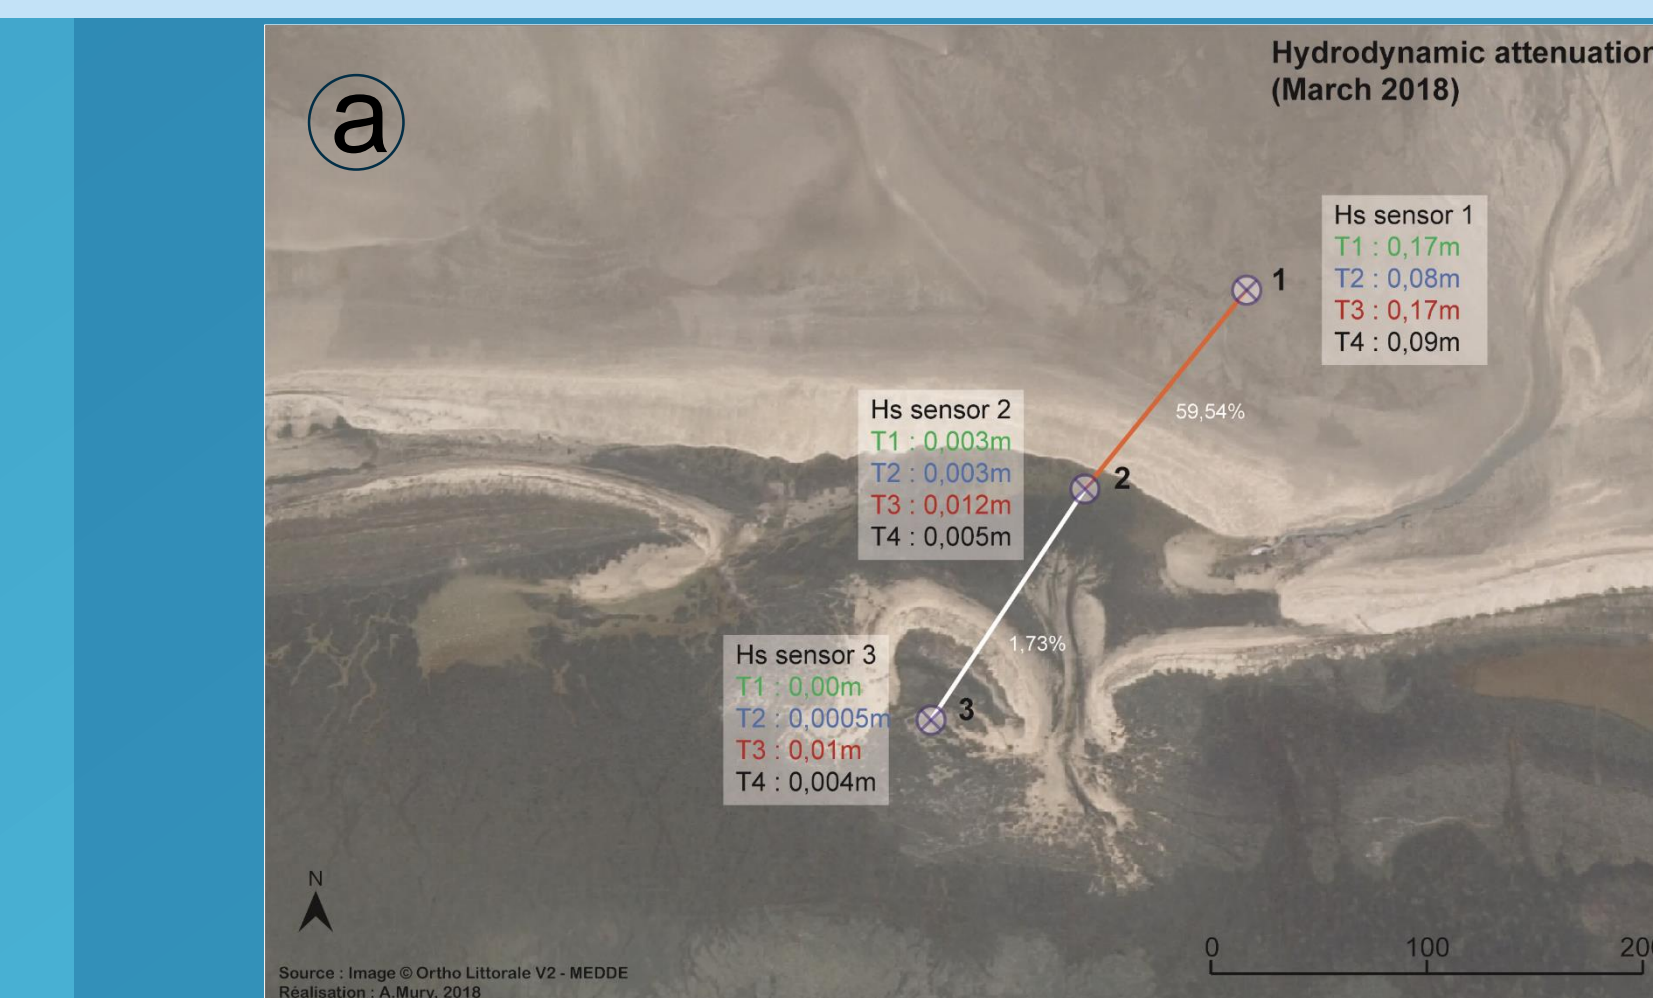 a
Hydrodynamic attenuation
(March 2018)
Hs sensor 1
T1 : 0,17m
T2 : 0,08m
T3 : 0,17m
T4 : 0,09m
1
59,54%
Hs sensor 2
T1 : 0,003m
T2 : 0,003m
T3 : 0,012m
T4 : 0,005m
2
1,73%
Hs sensor 3
T1 : 0,00m
T2 : 0,0005m
T3 : 0,01m
T4 : 0,004m
3
N
0 100
Source : Image © Ortho Littorale V2 - MEDDE
Réalisation : A.Mury, 2018